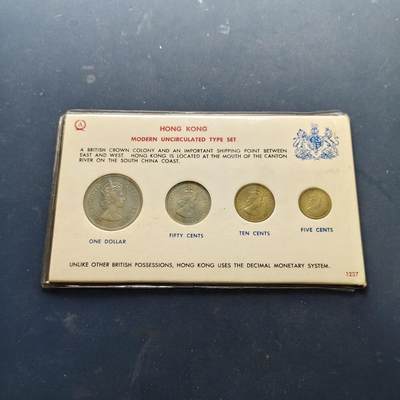 HONG KONG
MODERN UNCIRCULATED TYPE SET
A BRITISH CROWN COLONY AND AN IMPORTANT SHIPPING POINT BETWEEN
EAST AND WEST. HONG KONG IS LOCATED AT THE MOUTH OF THE CANTON
RIVER ON THE SOUTH CHINA COAST.
ONE DOLLAR
FIFTY CENTS
TEN CENTS
FIVE CENTS
UNLIKE OTHER BRITISH POSSESSIONS, HONG KONG USES THE DECIMAL MONETARY SYSTEM.
1237